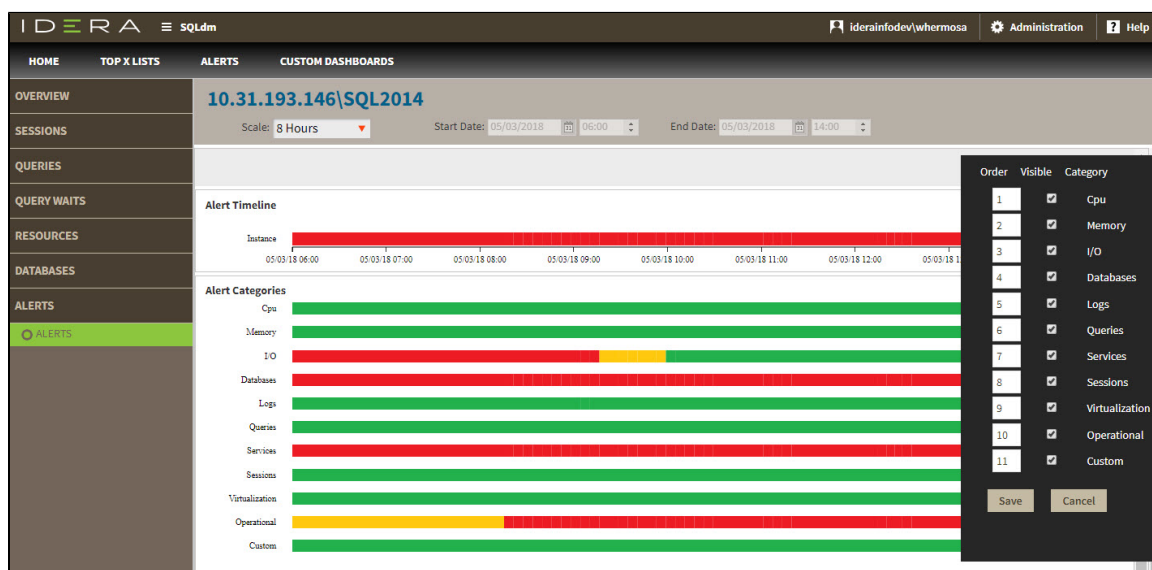 IDERA ≡ SQLdm iderainfodev\whermosa Administration ? Help
HOME TOP X LISTS ALERTS CUSTOM DASHBOARDS
OVERVIEW
SESSIONS
QUERIES
QUERY WAITS
RESOURCES
DATABASES
ALERTS
ALERTS
10.31.193.146\SQL2014
Scale: 8 Hours Start Date: 05/03/2018 06:00 End Date: 05/03/2018 14:00
Alert Timeline
Instance
05/03/18 06:00 05/03/18 07:00 05/03/18 08:00 05/03/18 09:00 05/03/18 10:00 05/03/18 11:00 05/03/18 12:00 05/03/18
Alert Categories
Cpu
Memory
I/O
Databases
Logs
Queries
Services
Sessions
Virtualization
Operational
Custom
Order Visible Category
1 Cpu
2 Memory
3 I/O
4 Databases
5 Logs
6 Queries
7 Services
8 Sessions
9 Virtualization
10 Operational
11 Custom
Save Cancel